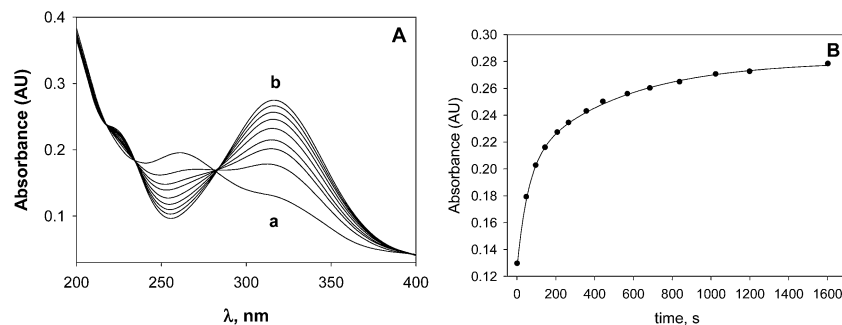 A
Absorbance (AU)
0.4
0.3
0.2
0.1
b
a
200 250 300 350 400
λ, nm
B
Absorbance (AU)
0.30
0.28
0.26
0.24
0.22
0.20
0.18
0.16
0.14
0.12
0 200 400 600 800 1000 1200 1400 1600
time, s